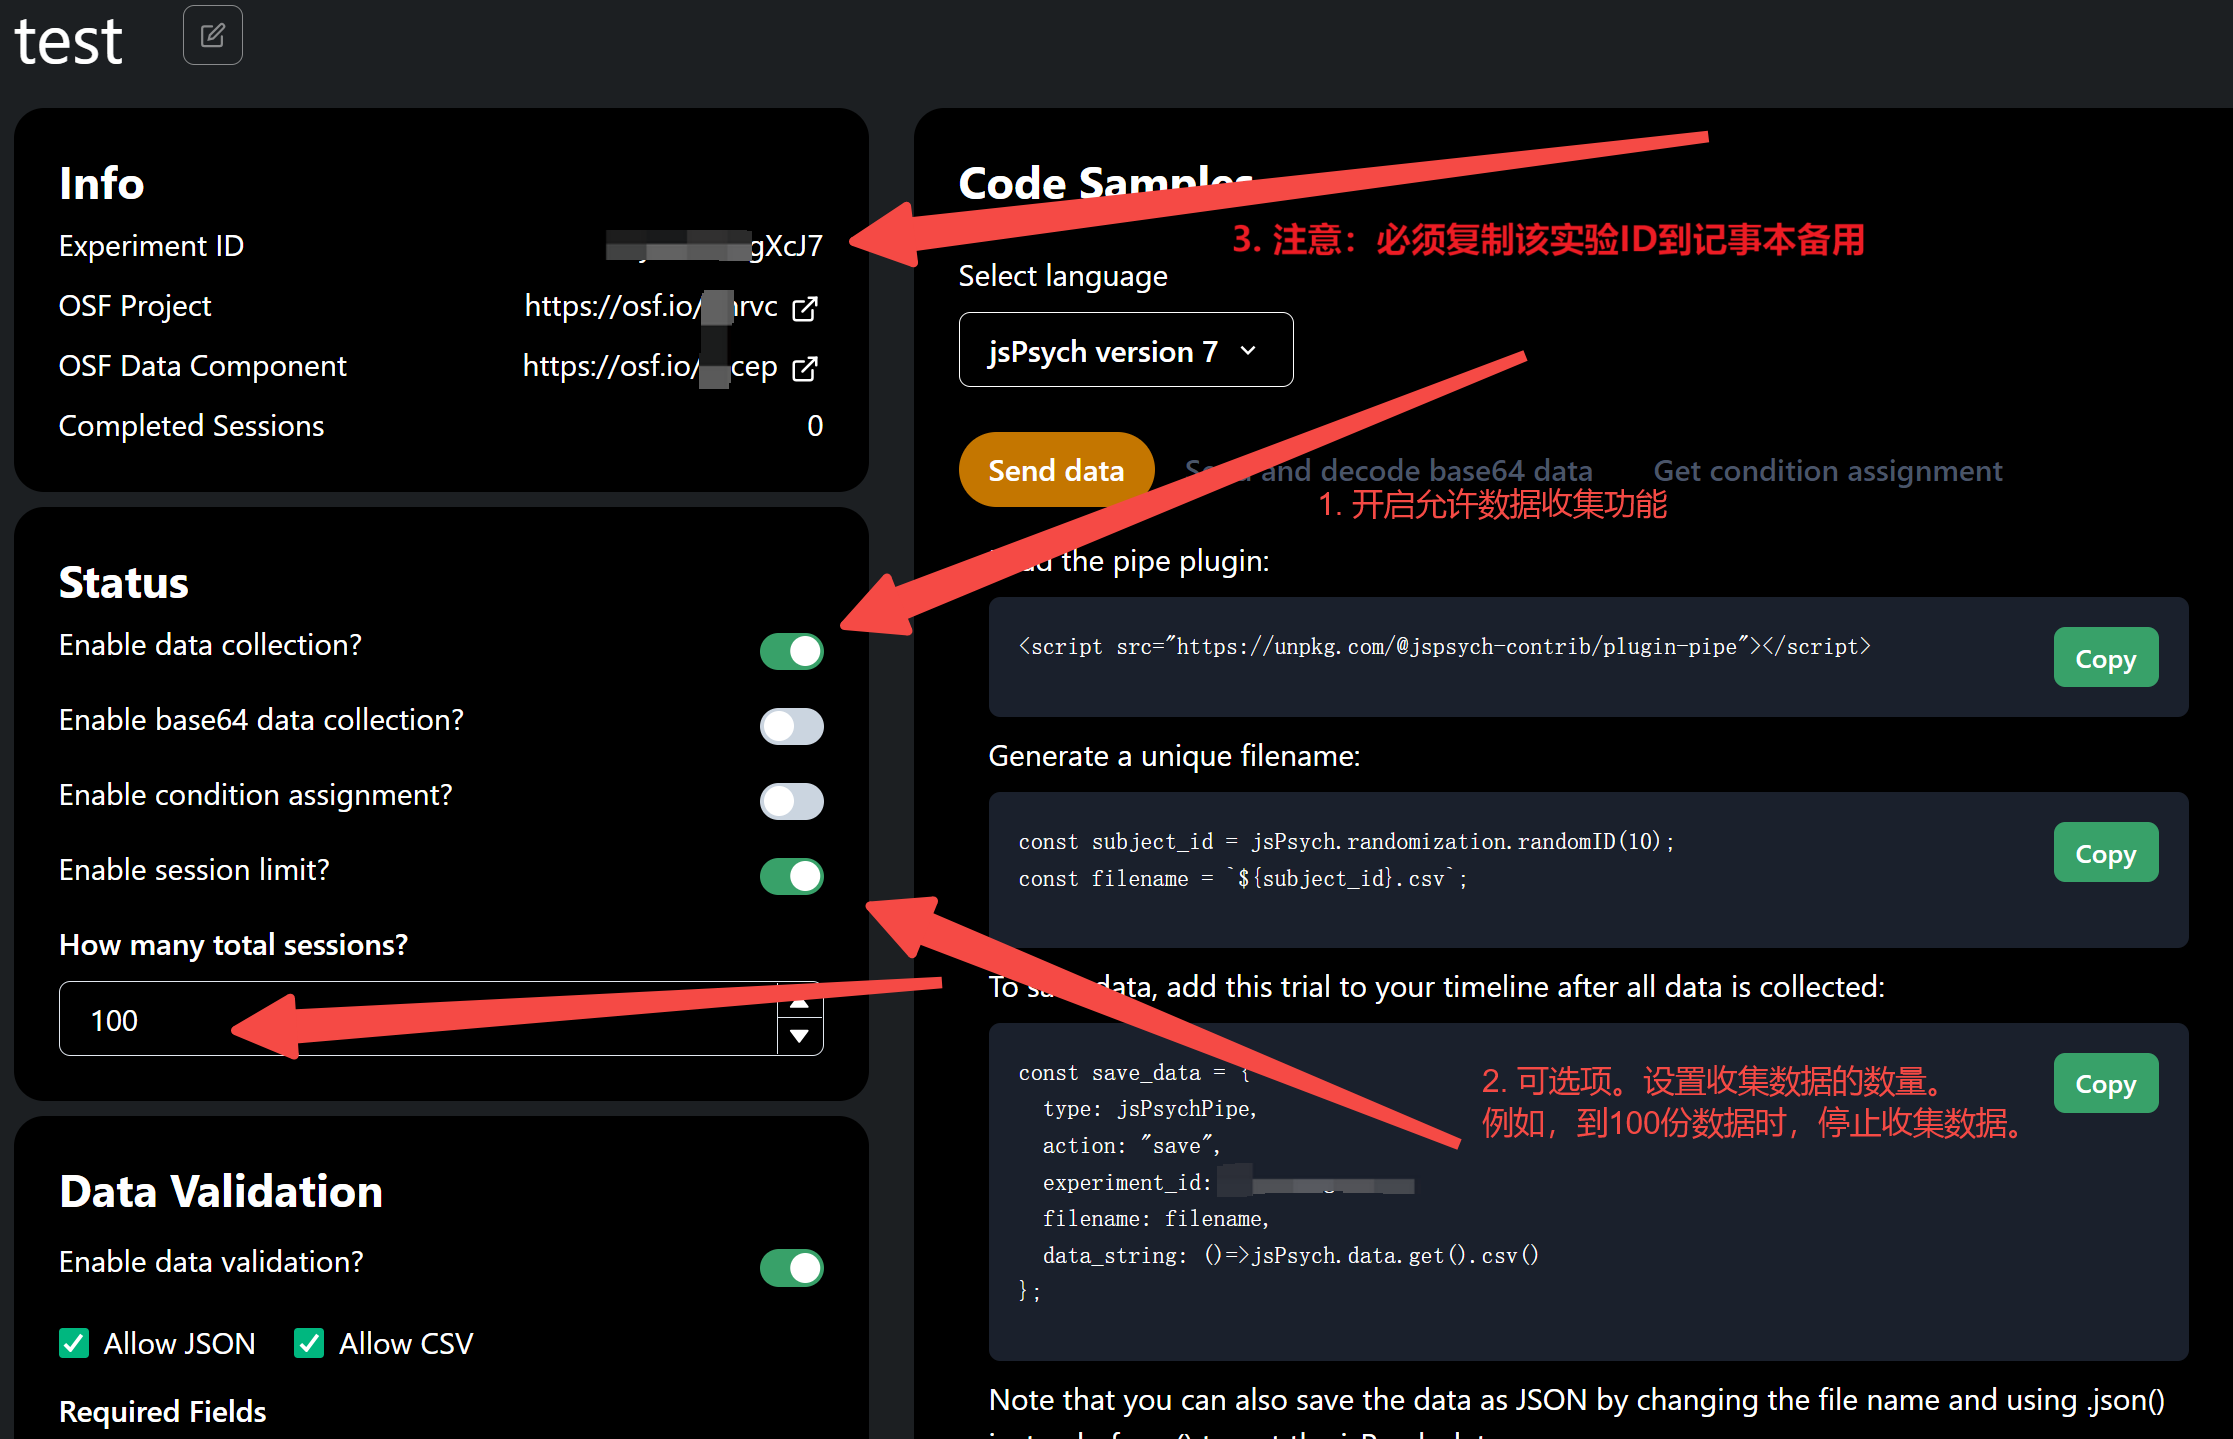 test
Info
Experiment ID
gXcJ7
OSF Project
https://osf.io/ rvc
OSF Data Component
https://osf.io/ cep
Completed Sessions
0
Status
Enable data collection?
Enable base64 data collection?
Enable condition assignment?
Enable session limit?
How many total sessions?
100
Data Validation
Enable data validation?
Allow JSON
Allow CSV
Required Fields
Code Samples
3. 注意：必须复制该实验ID到记事本备用
Select language
jsPsych version 7
Send data
and decode base64 data
Get condition assignment
1. 开启允许数据收集功能
the pipe plugin:
<script src="https://unpkg.com/@jspsych-contrib/plugin-pipe"></script>
Copy
Generate a unique filename:
const subject_id = jsPsych.randomization.randomID(10);
const filename = `${subject_id}.csv`;
Copy
To data, add this trial to your timeline after all data is collected:
const save_data = {
type: jsPsychPipe,
action: "save",
experiment_id:
filename: filename,
data_string: ()=>jsPsych.data.get().csv()
};
Copy
2. 可选项。设置收集数据的数量。
例如，到100份数据时，停止收集数据。
Note that you can also save the data as JSON by changing the file name and using .json()